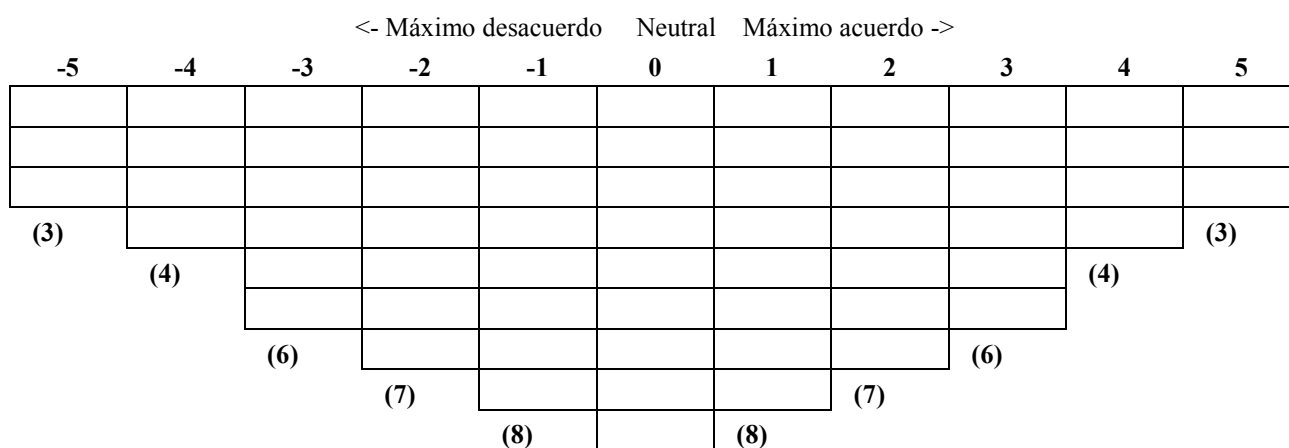 <- Máximo desacuerdo Neutral Máximo acuerdo ->
-5 -4 -3 -2 -1 0 1 2 3 4 5
(3) (3)
(4) (4)
(6) (6)
(7) (7)
(8) (8)